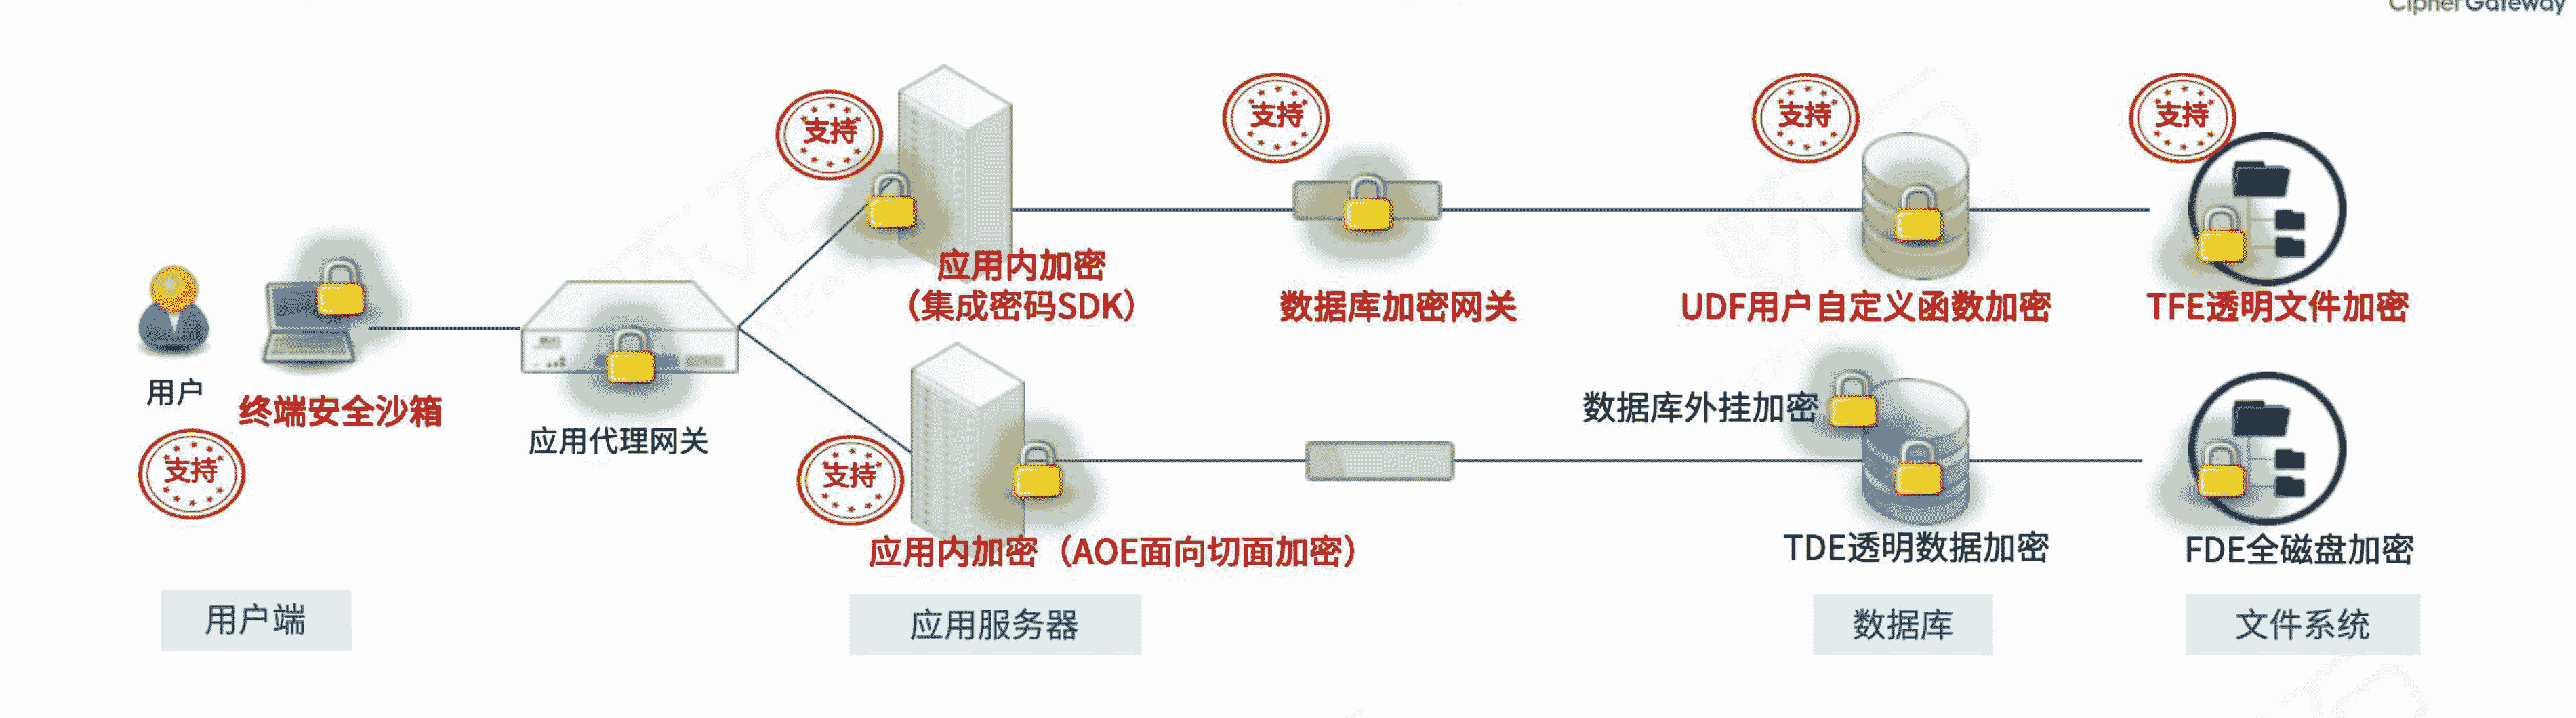 CipherGateway
支持
支持
支持
支持
应用内加密
（集成密码SDK）
数据库加密网关
UDF用户自定义函数加密
TFE透明文件加密
用户
终端安全沙箱
支持
应用代理网关
支持
数据库外挂加密
应用内加密（AOE面向切面加密）
TDE透明数据加密
FDE全磁盘加密
用户端
应用服务器
数据库
文件系统